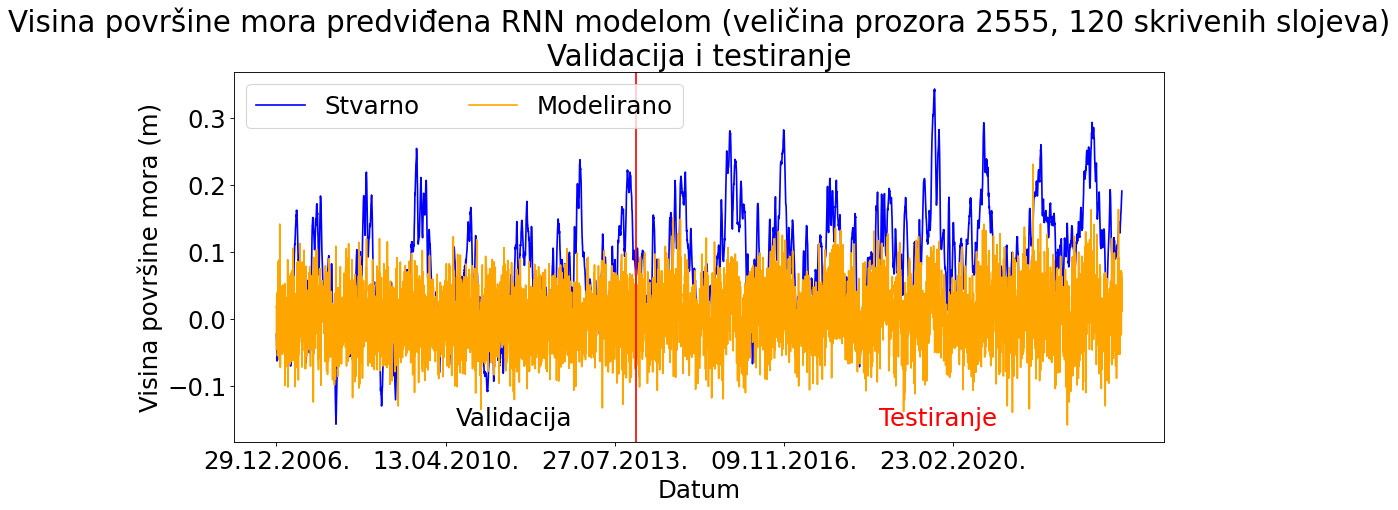 Visina površine mora predviđena RNN modelom (veličina prozora 2555, 120 skrivenih slojeva)
Validacija i testiranje
Stvarno
Modelirano
Visina površine mora (m)
0.3
0.2
0.1
0.0
−0.1
Validacija
Testiranje
29.12.2006.
13.04.2010.
27.07.2013.
09.11.2016.
23.02.2020.
Datum